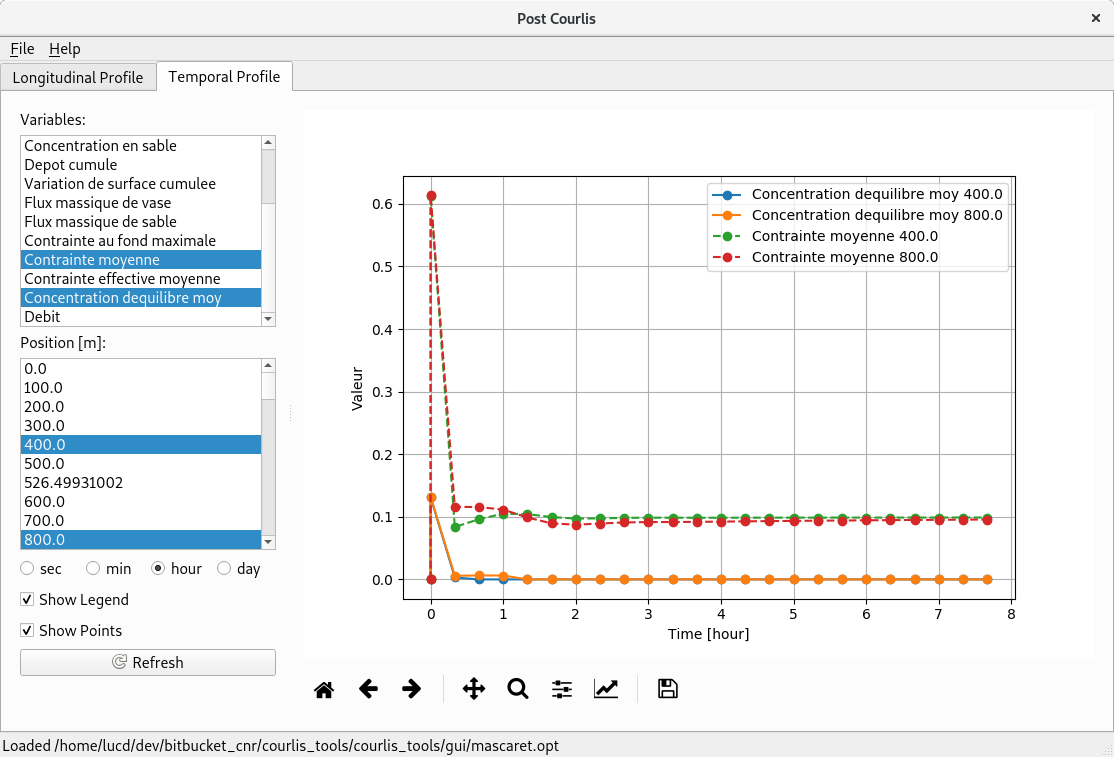 Post Courlis
File Help
Longitudinal Profile Temporal Profile
Variables:
Concentration en sable
Depot cumule
Variation de surface cumulee
Flux massique de vase
Flux massique de sable
Contrainte au fond maximale
Contrainte moyenne
Contrainte effective moyenne
Concentration dequilibre moy
Debit
Position [m]:
0.0
100.0
200.0
300.0
400.0
500.0
526.49931002
600.0
700.0
800.0
sec min hour day
Show Legend
Show Points
Refresh
Valeur
0.6
0.5
0.4
0.3
0.2
0.1
0.0
Concentration dequilibre moy 400.0
Concentration dequilibre moy 800.0
Contrainte moyenne 400.0
Contrainte moyenne 800.0
0 1 2 3 4 5 6 7 8
Time [hour]
Loaded /home/lucd/dev/bitbucket_cnr/courlis_tools/courlis_tools/gui/mascaret.opt